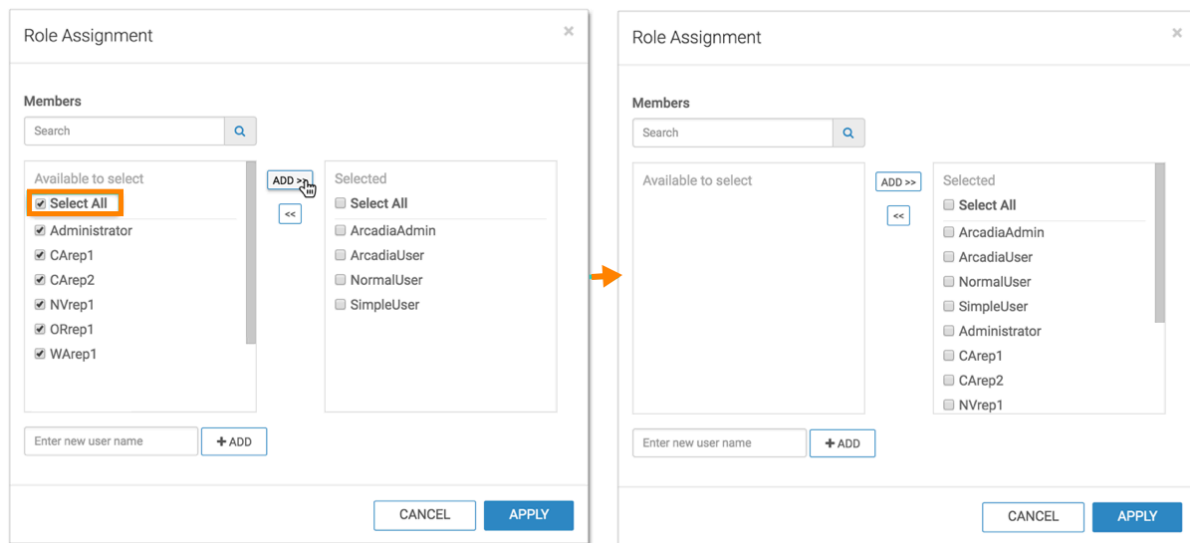 Role Assignment
×
Members
Search
Available to select
Select All
Administrator
CArep1
CArep2
NVrep1
ORrep1
WArep1
ADD >>
<<
Selected
Select All
ArcadiaAdmin
ArcadiaUser
NormalUser
SimpleUser
Enter new user name
+ ADD
CANCEL
APPLY
Role Assignment
×
Members
Search
Available to select
ADD >>
<<
Selected
Select All
ArcadiaAdmin
ArcadiaUser
NormalUser
SimpleUser
Administrator
CArep1
CArep2
NVrep1
Enter new user name
+ ADD
CANCEL
APPLY